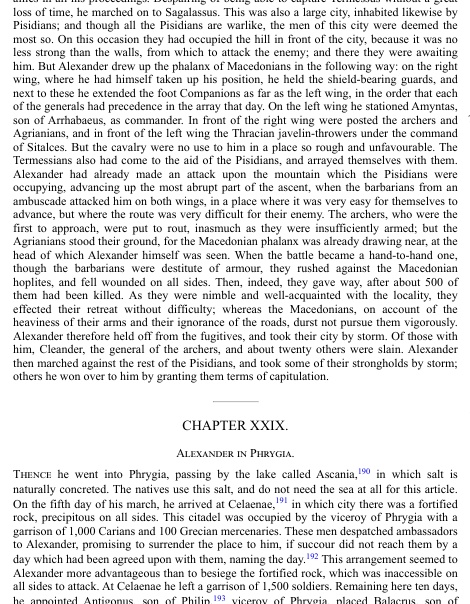 loss of time, he marched on to Sagalassus. This was also a large city, inhabited likewise by
Pisidians; and though all the Pisidians are warlike, the men of this city were deemed the
most so. On this occasion they had occupied the hill in front of the city, because it was no
less strong than the walls, from which to attack the enemy; and there they were awaiting
him. But Alexander drew up the phalanx of Macedonians in the following way: on the right
wing, where he had himself taken up his position, he held the shield-bearing guards, and
next to these he extended the foot Companions as far as the left wing, in the order that each
of the generals had precedence in the array that day. On the left wing he stationed Amyntas,
son of Arrhabaeus, as commander. In front of the right wing were posted the archers and
Agrianians, and in front of the left wing the Thracian javelin-throwers under the command
of Sitalces. But the cavalry were no use to him in a place so rough and unfavourable. The
Termessians also had come to the aid of the Pisidians, and arrayed themselves with them.
Alexander had already made an attack upon the mountain which the Pisidians were
occupying, advancing up the most abrupt part of the ascent, when the barbarians from an
ambuscade attacked him on both wings, in a place where it was very easy for themselves to
advance, but where the route was very difficult for their enemy. The archers, who were the
first to approach, were put to rout, inasmuch as they were insufficiently armed; but the
Agrianians stood their ground, for the Macedonian phalanx was already drawing near, at the
head of which Alexander himself was seen. When the battle became a hand-to-hand one,
though the barbarians were destitute of armour, they rushed against the Macedonian
hoplites, and fell wounded on all sides. Then, indeed, they gave way, after about 500 of
them had been killed. As they were nimble and well-acquainted with the locality, they
effected their retreat without difficulty; whereas the Macedonians, on account of the
heaviness of their arms and their ignorance of the roads, durst not pursue them vigorously.
Alexander therefore held off from the fugitives, and took their city by storm. Of those with
him, Cleander, the general of the archers, and about twenty others were slain. Alexander
then marched against the rest of the Pisidians, and took some of their strongholds by storm;
others he won over to him by granting them terms of capitulation.
CHAPTER XXIX.
ALEXANDER IN PHRYGIA.
THENCE he went into Phrygia, passing by the lake called Ascania,190 in which salt is
naturally concreted. The natives use this salt, and do not need the sea at all for this article.
On the fifth day of his march, he arrived at Celaenae,191 in which city there was a fortified
rock, precipitous on all sides. This citadel was occupied by the viceroy of Phrygia with a
garrison of 1,000 Carians and 100 Grecian mercenaries. These men despatched ambassadors
to Alexander, promising to surrender the place to him, if succour did not reach them by a
day which had been agreed upon with them, naming the day.192 This arrangement seemed to
Alexander more advantageous than to besiege the fortified rock, which was inaccessible on
all sides to attack. At Celaenae he left a garrison of 1,500 soldiers. Remaining here ten days,
he appointed Antigonus, son of Philip,193 viceroy of Phrygia, placed Balacrus, son of